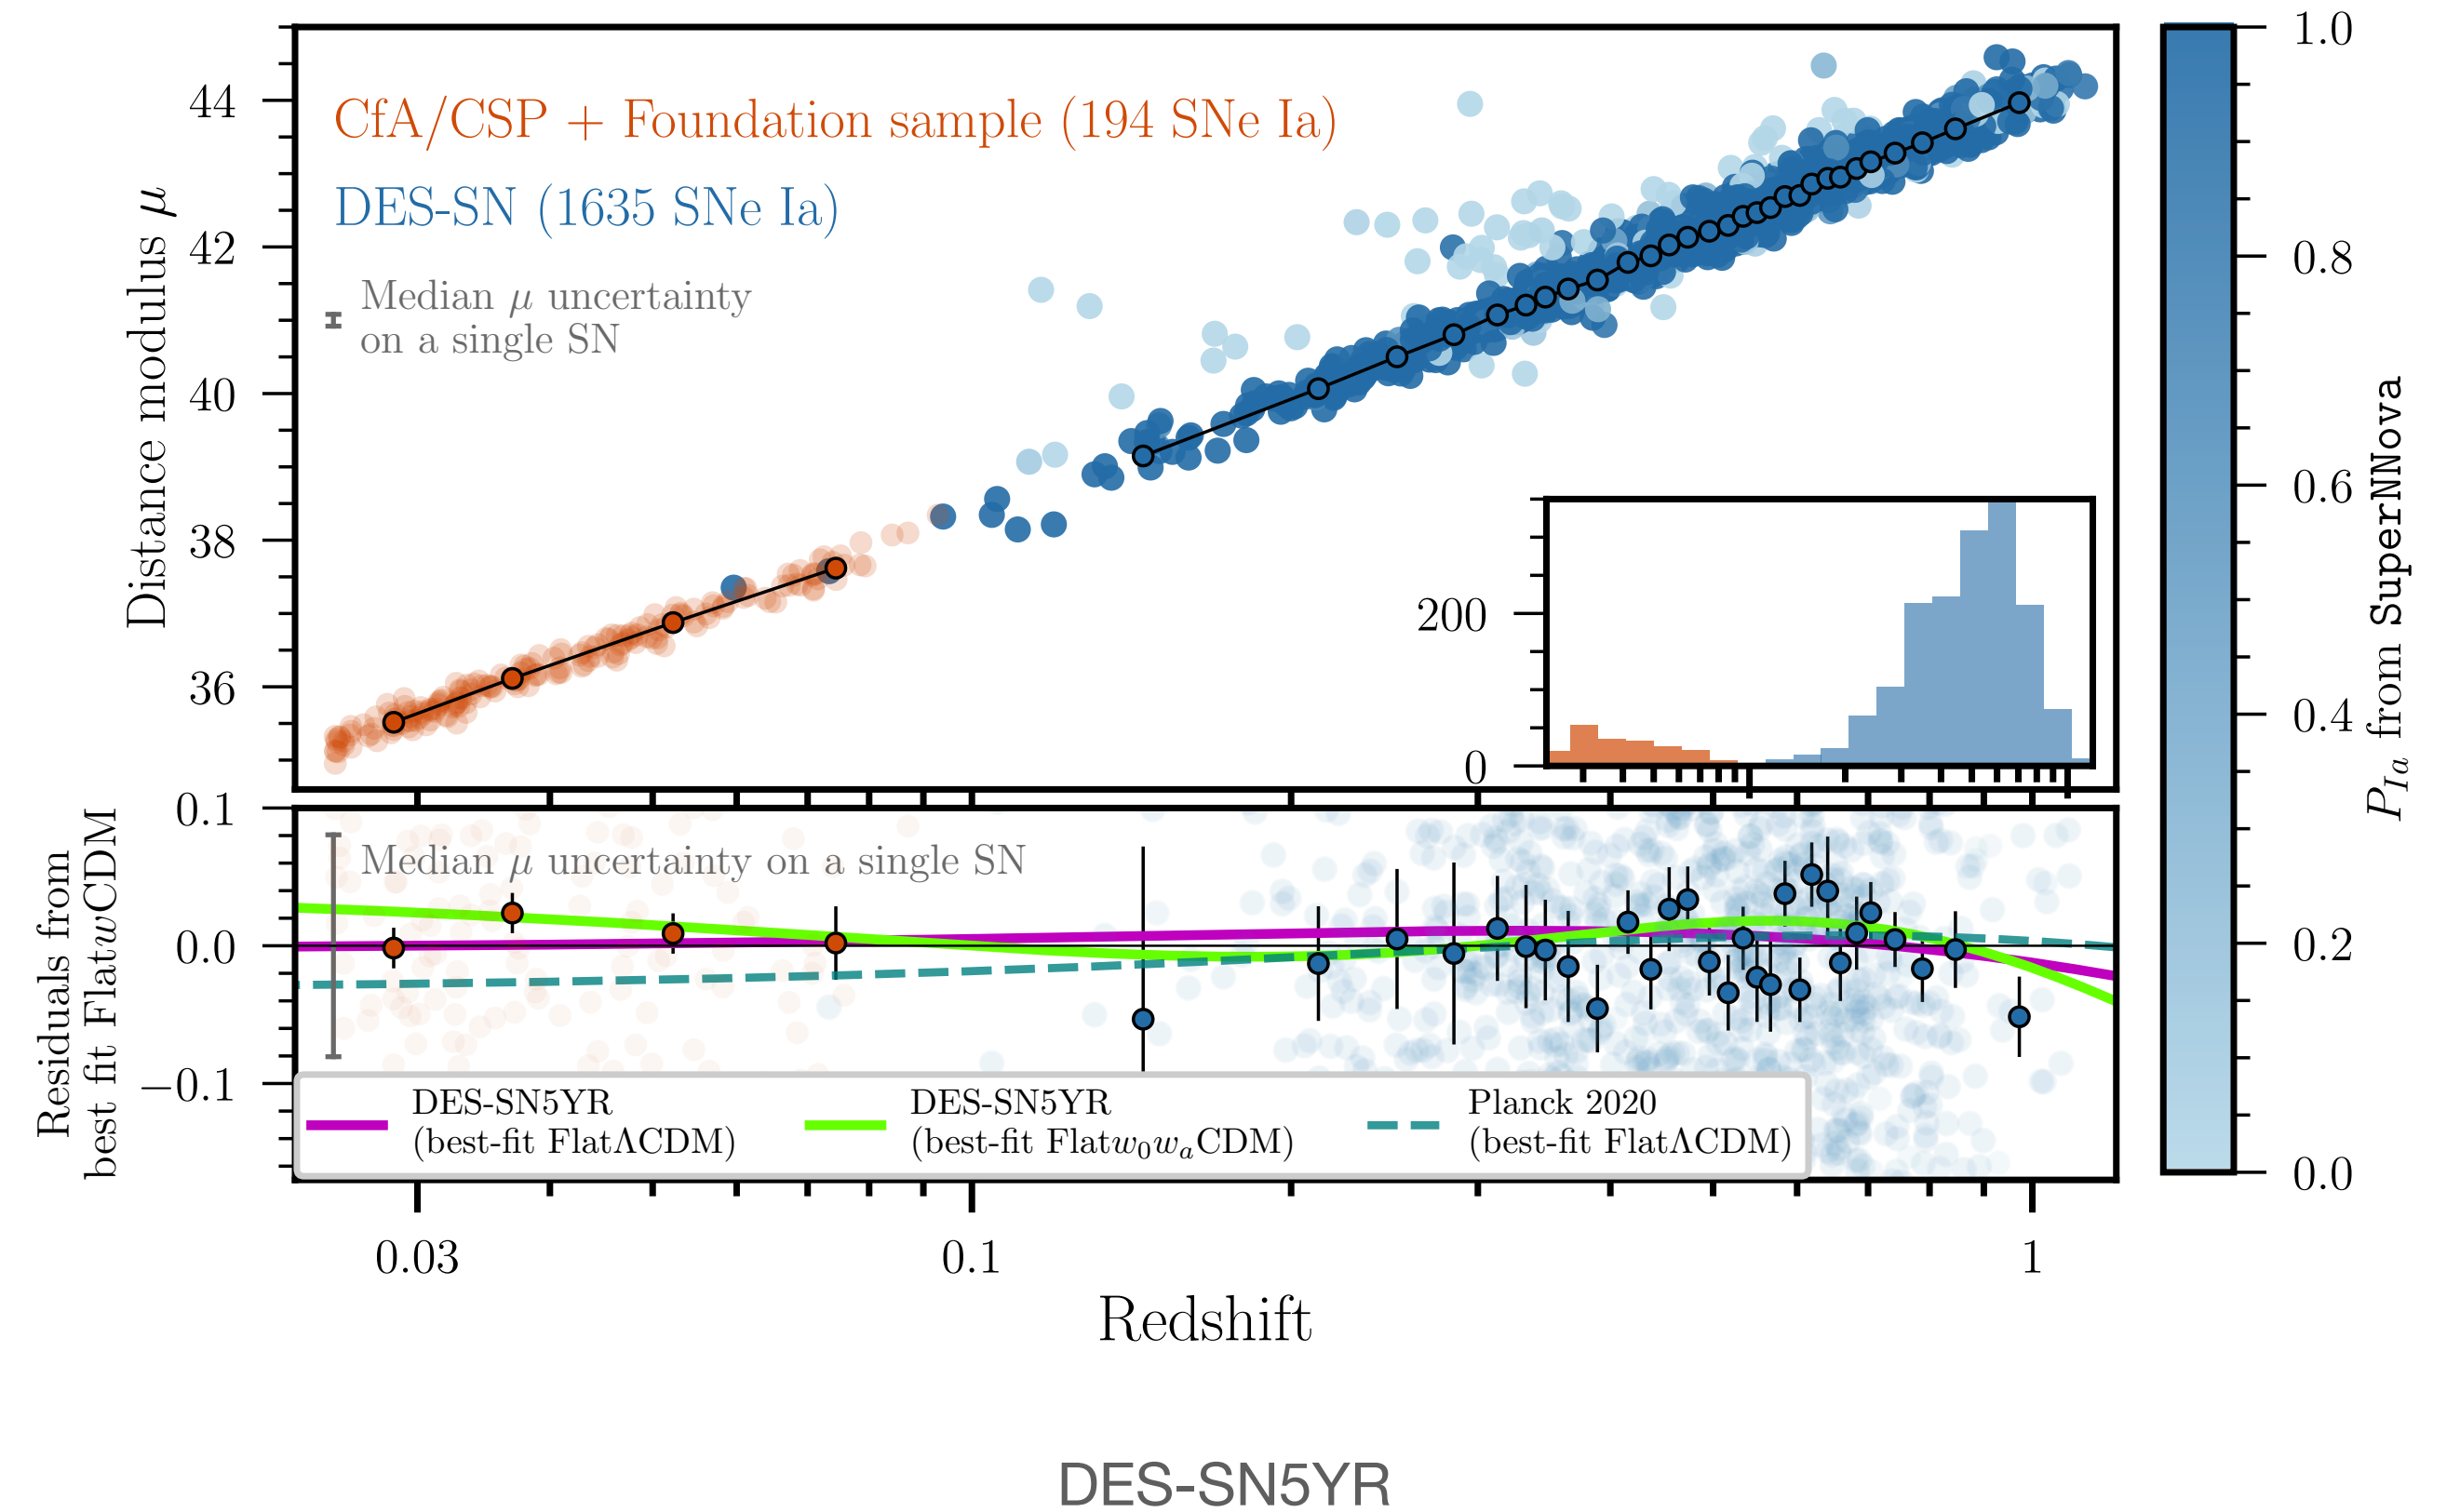 CfA/CSP + Foundation sample (194 SNe Ia)
DES-SN (1635 SNe Ia)
Median μ uncertainty
on a single SN
Distance modulus μ
44
42
40
38
36
200
0
1.0
0.8
0.6
0.4
0.2
0.0
P_Ia from SuperNNova
Residuals from
best fit FlatwCDM
0.1
0.0
−0.1
Median μ uncertainty on a single SN
DES-SN5YR
(best-fit FlatΛCDM)
DES-SN5YR
(best-fit Flatw₀wₐCDM)
Planck 2020
(best-fit FlatΛCDM)
0.03
0.1
1
Redshift
DES-SN5YR